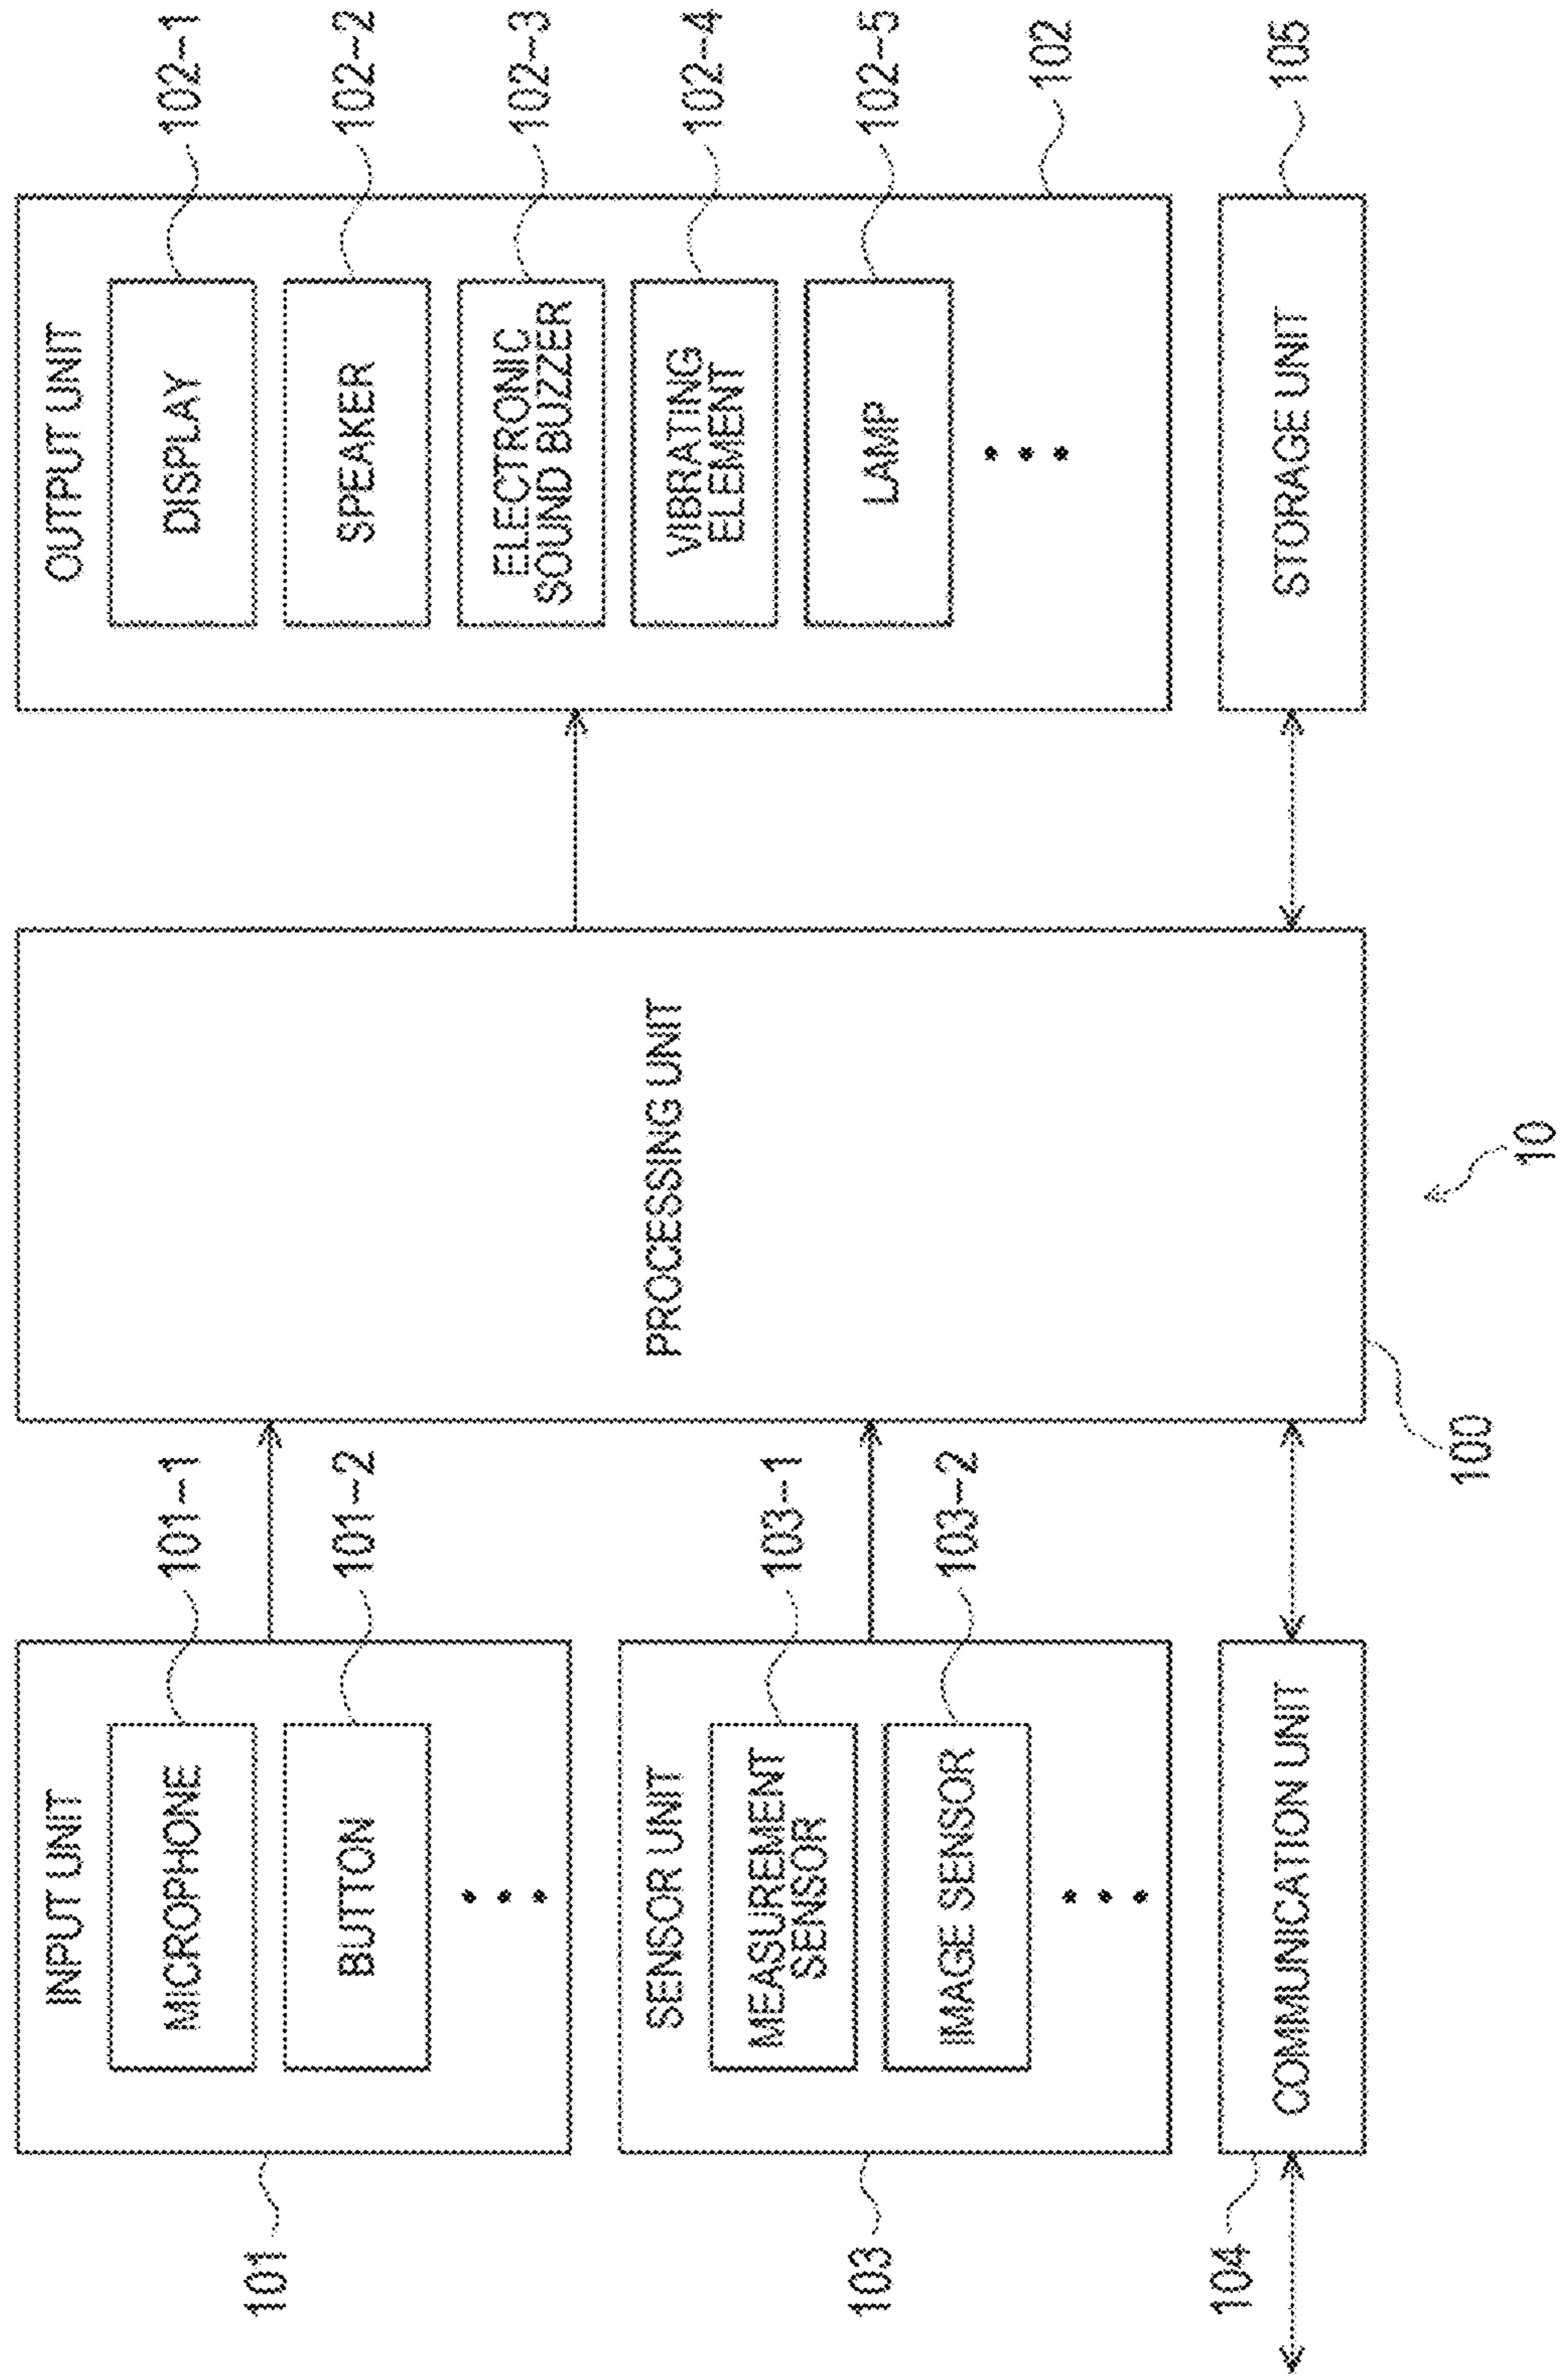 101
INPUT UNIT
101-1
MICROPHONE
101-2
BUTTON
103
SENSOR UNIT
103-1
MEASUREMENT
SENSOR
103-2
IMAGE SENSOR
104
COMMUNICATION UNIT
PROCESSING UNIT
100
10
OUTPUT UNIT
DISPLAY
102-1
SPEAKER
102-2
ELECTRONIC
SOUND BUZZER
102-3
VIBRATING
ELEMENT
102-4
LAMP
102-5
102
STORAGE UNIT
105